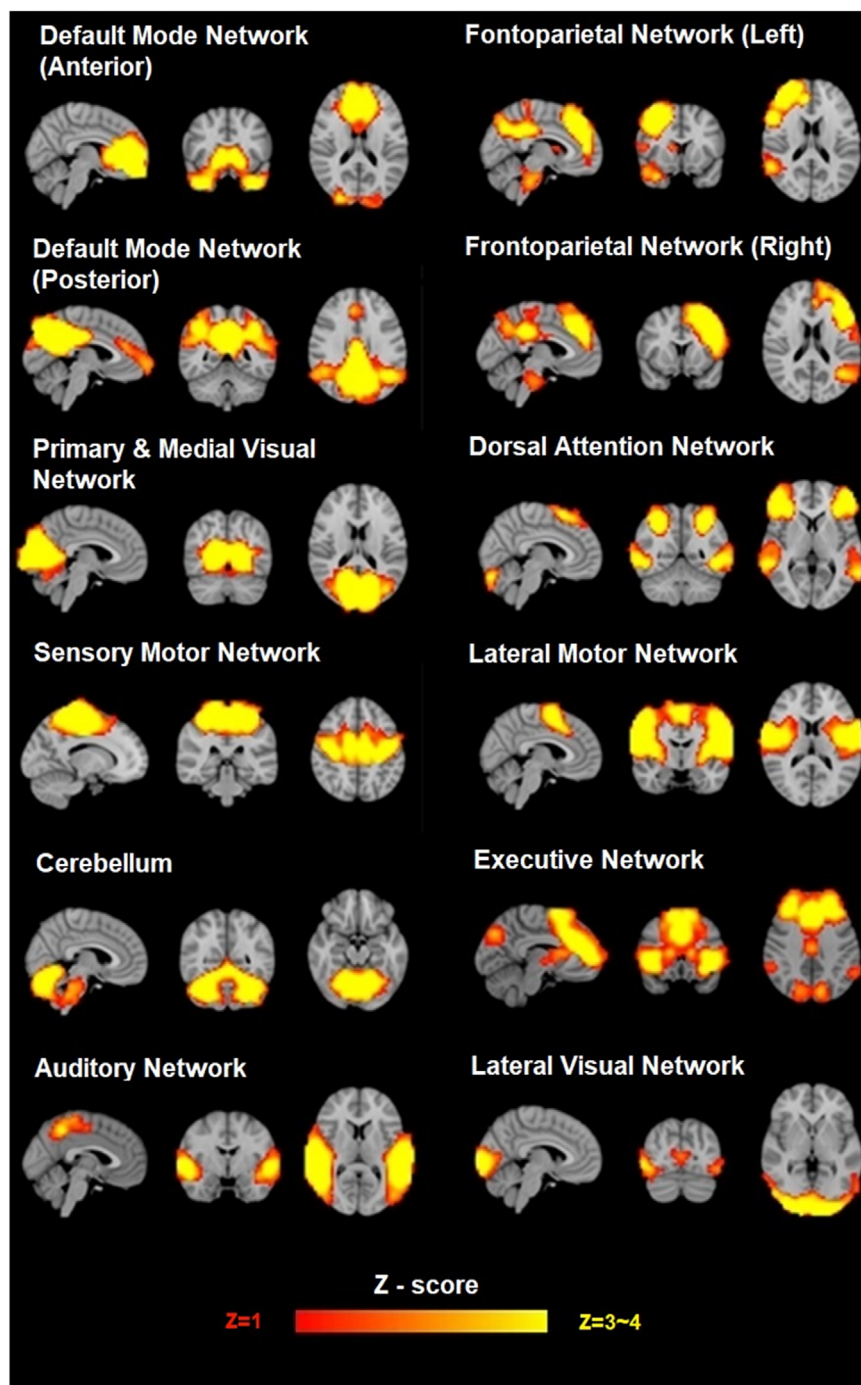 Default Mode Network
(Anterior)
Fontoparietal Network (Left)
Default Mode Network
(Posterior)
Frontoparietal Network (Right)
Primary & Medial Visual
Network
Dorsal Attention Network
Sensory Motor Network
Lateral Motor Network
Cerebellum
Executive Network
Auditory Network
Lateral Visual Network
Z - score
Z=1
Z=3~4